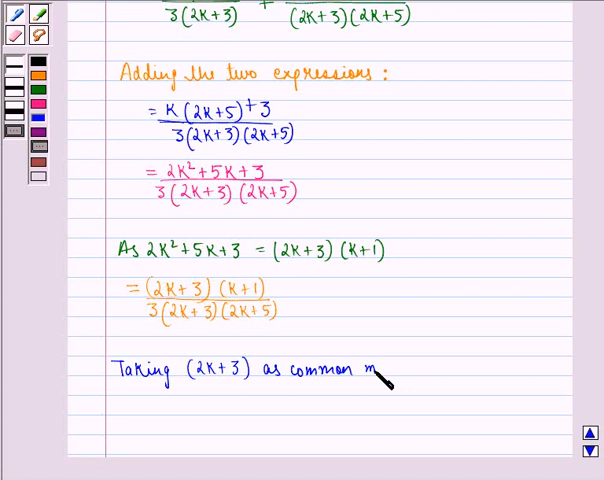 3(2K+3) + (2K+3)(2K+5)
Adding the two expressions :
= K(2K+5)+3
3(2K+3)(2K+5)
= 2K²+5K+3
3(2K+3)(2K+5)
As 2K²+5K+3 = (2K+3)(K+1)
= (2K+3)(K+1)
3(2K+3)(2K+5)
Taking (2K+3) as common m